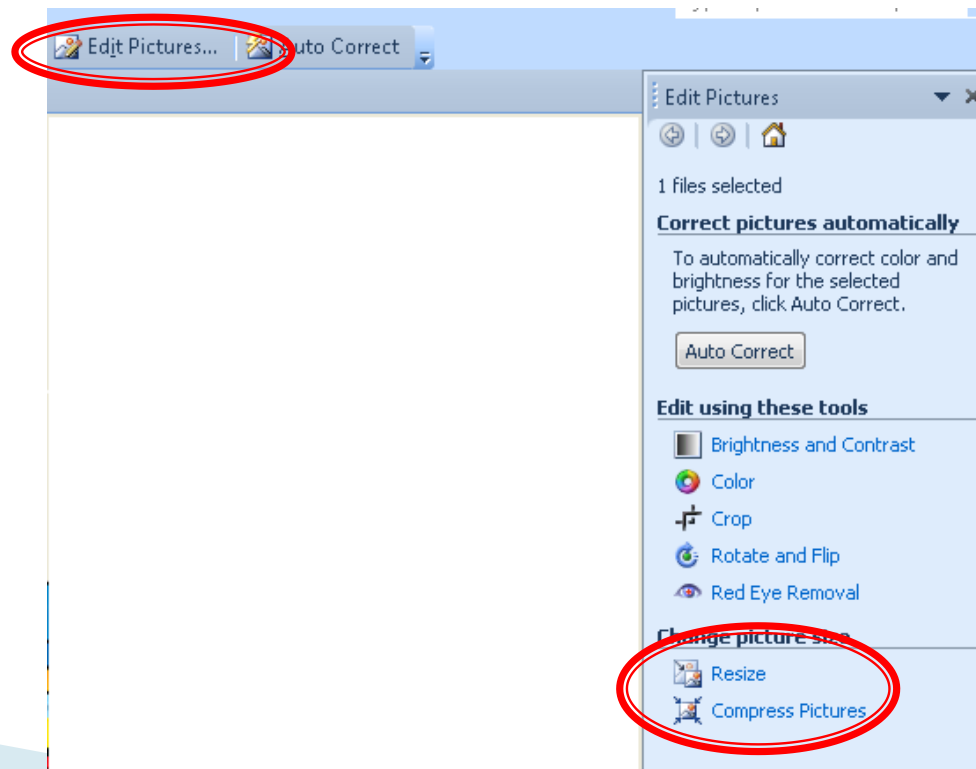 Edit Pictures... Auto Correct
Edit Pictures
1 files selected
Correct pictures automatically
To automatically correct color and
brightness for the selected
pictures, click Auto Correct.
Auto Correct
Edit using these tools
Brightness and Contrast
Color
Crop
Rotate and Flip
Red Eye Removal
Change picture size
Resize
Compress Pictures